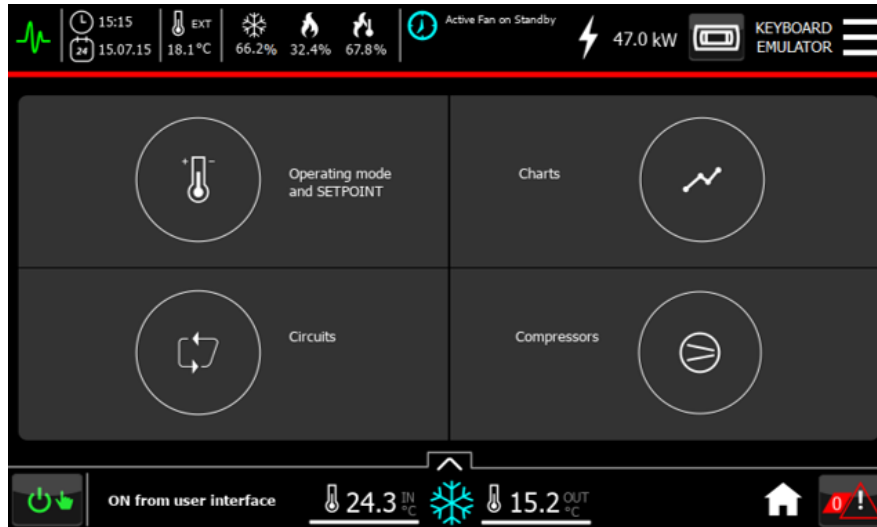 15:15
24 15.07.15
EXT
18.1°C
66.2% 32.4% 67.8%
Active Fan on Standby
47.0 kW
KEYBOARD
EMULATOR
Operating mode
and SETPOINT
Charts
Circuits
Compressors
ON from user interface
24.3 IN °C
15.2 OUT °C
0 !